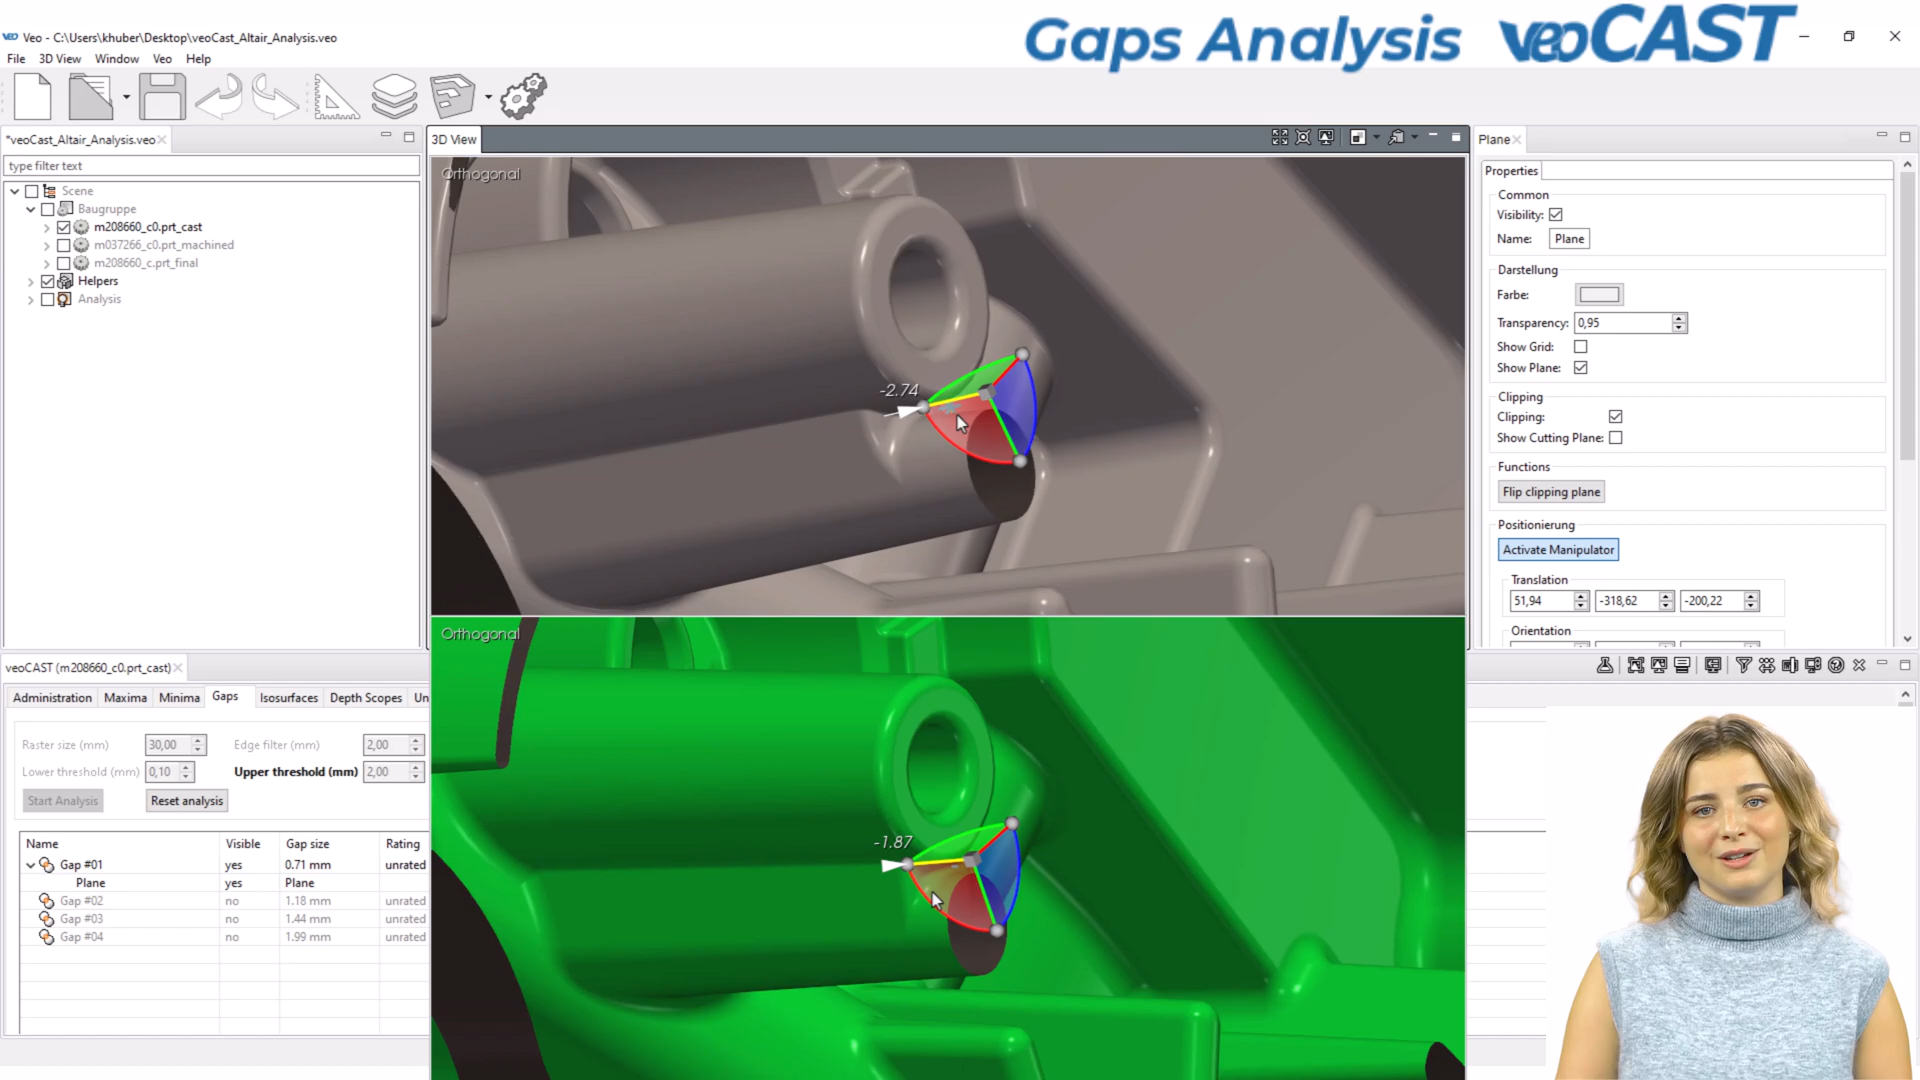 Gaps Analysis veoCAST
Veo - C:\Users\khuber\Desktop\veoCast_Altair_Analysis.veo
File 3D View Window Veo Help
*veoCast_Altair_Analysis.veo
type filter text
Scene
Baugruppe
m208660_c0.prt_cast
m037266_c0.prt_machined
m208660_c.prt_final
Helpers
Analysis
3D View
Orthogonal
-2.74
Orthogonal
-1.87
Plane
Properties
Common
Visibility:
Name: Plane
Darstellung
Farbe:
Transparency: 0,95
Show Grid:
Show Plane:
Clipping
Clipping:
Show Cutting Plane:
Functions
Flip clipping plane
Positionierung
Activate Manipulator
Translation
51,94 -318,62 -200,22
Orientation
veoCAST (m208660_c0.prt_cast)
Administration Maxima Minima Gaps Isosurfaces Depth Scopes Un
Raster size (mm) 30,00 Edge filter (mm) 2,00
Lower threshold (mm) 0,10 Upper threshold (mm) 2,00
Start Analysis Reset analysis
Name Visible Gap size Rating
Gap #01 yes 0.71 mm unrated
Plane yes Plane
Gap #02 no 1.18 mm unrated
Gap #03 no 1.44 mm unrated
Gap #04 no 1.99 mm unrated